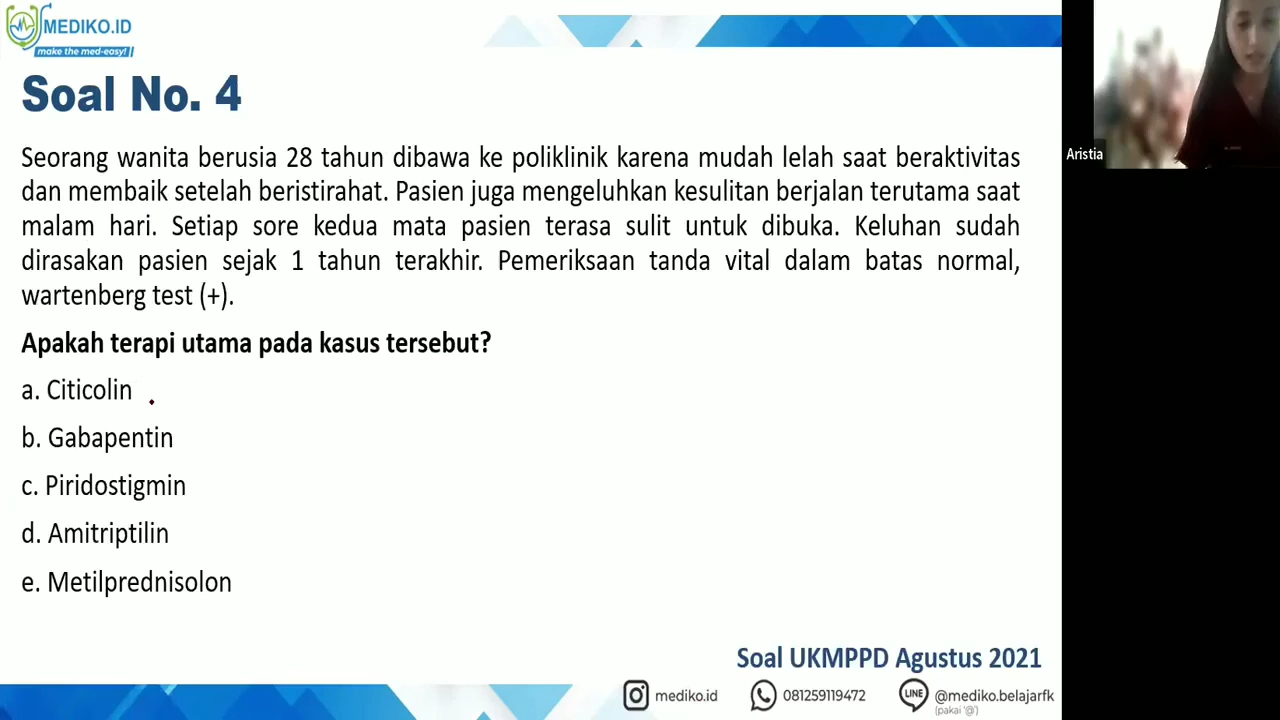 MEDIKO.ID
make the med-easy!
Soal No. 4
Seorang wanita berusia 28 tahun dibawa ke poliklinik karena mudah lelah saat beraktivitas
dan membaik setelah beristirahat. Pasien juga mengeluhkan kesulitan berjalan terutama saat
malam hari. Setiap sore kedua mata pasien terasa sulit untuk dibuka. Keluhan sudah
dirasakan pasien sejak 1 tahun terakhir. Pemeriksaan tanda vital dalam batas normal,
wartenberg test (+).
Apakah terapi utama pada kasus tersebut?
a. Citicolin
b. Gabapentin
c. Piridostigmin
d. Amitriptilin
e. Metilprednisolon
Soal UKMPPD Agustus 2021
mediko.id
081259119472
LINE
@mediko.belajarfk
(pakai '@')
Aristia